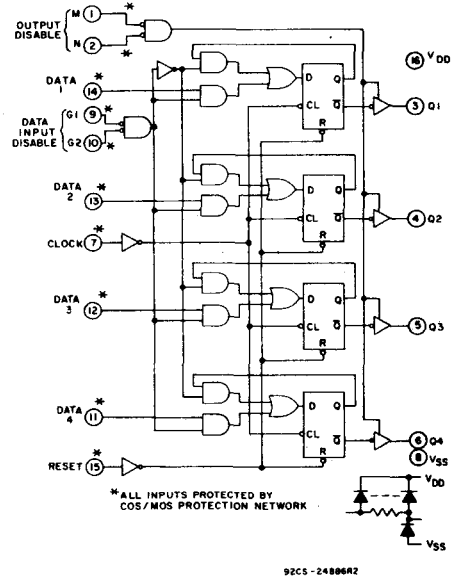 OUTPUT DISABLE
M 1 *
N 2 *
16 VDD
DATA 1 14 *
D Q
CL Q̅
R
3 Q1
DATA INPUT DISABLE
G1 9 *
G2 10 *
DATA 2 13 *
D Q
CL Q̅
R
4 Q2
CLOCK 7 *
DATA 3 12 *
D Q
CL Q̅
R
5 Q3
DATA 4 11 *
D Q
CL Q̅
R
6 Q4
8 VSS
RESET 15 *
*ALL INPUTS PROTECTED BY
COS/MOS PROTECTION NETWORK
VDD
VSS
92CS-24886R2